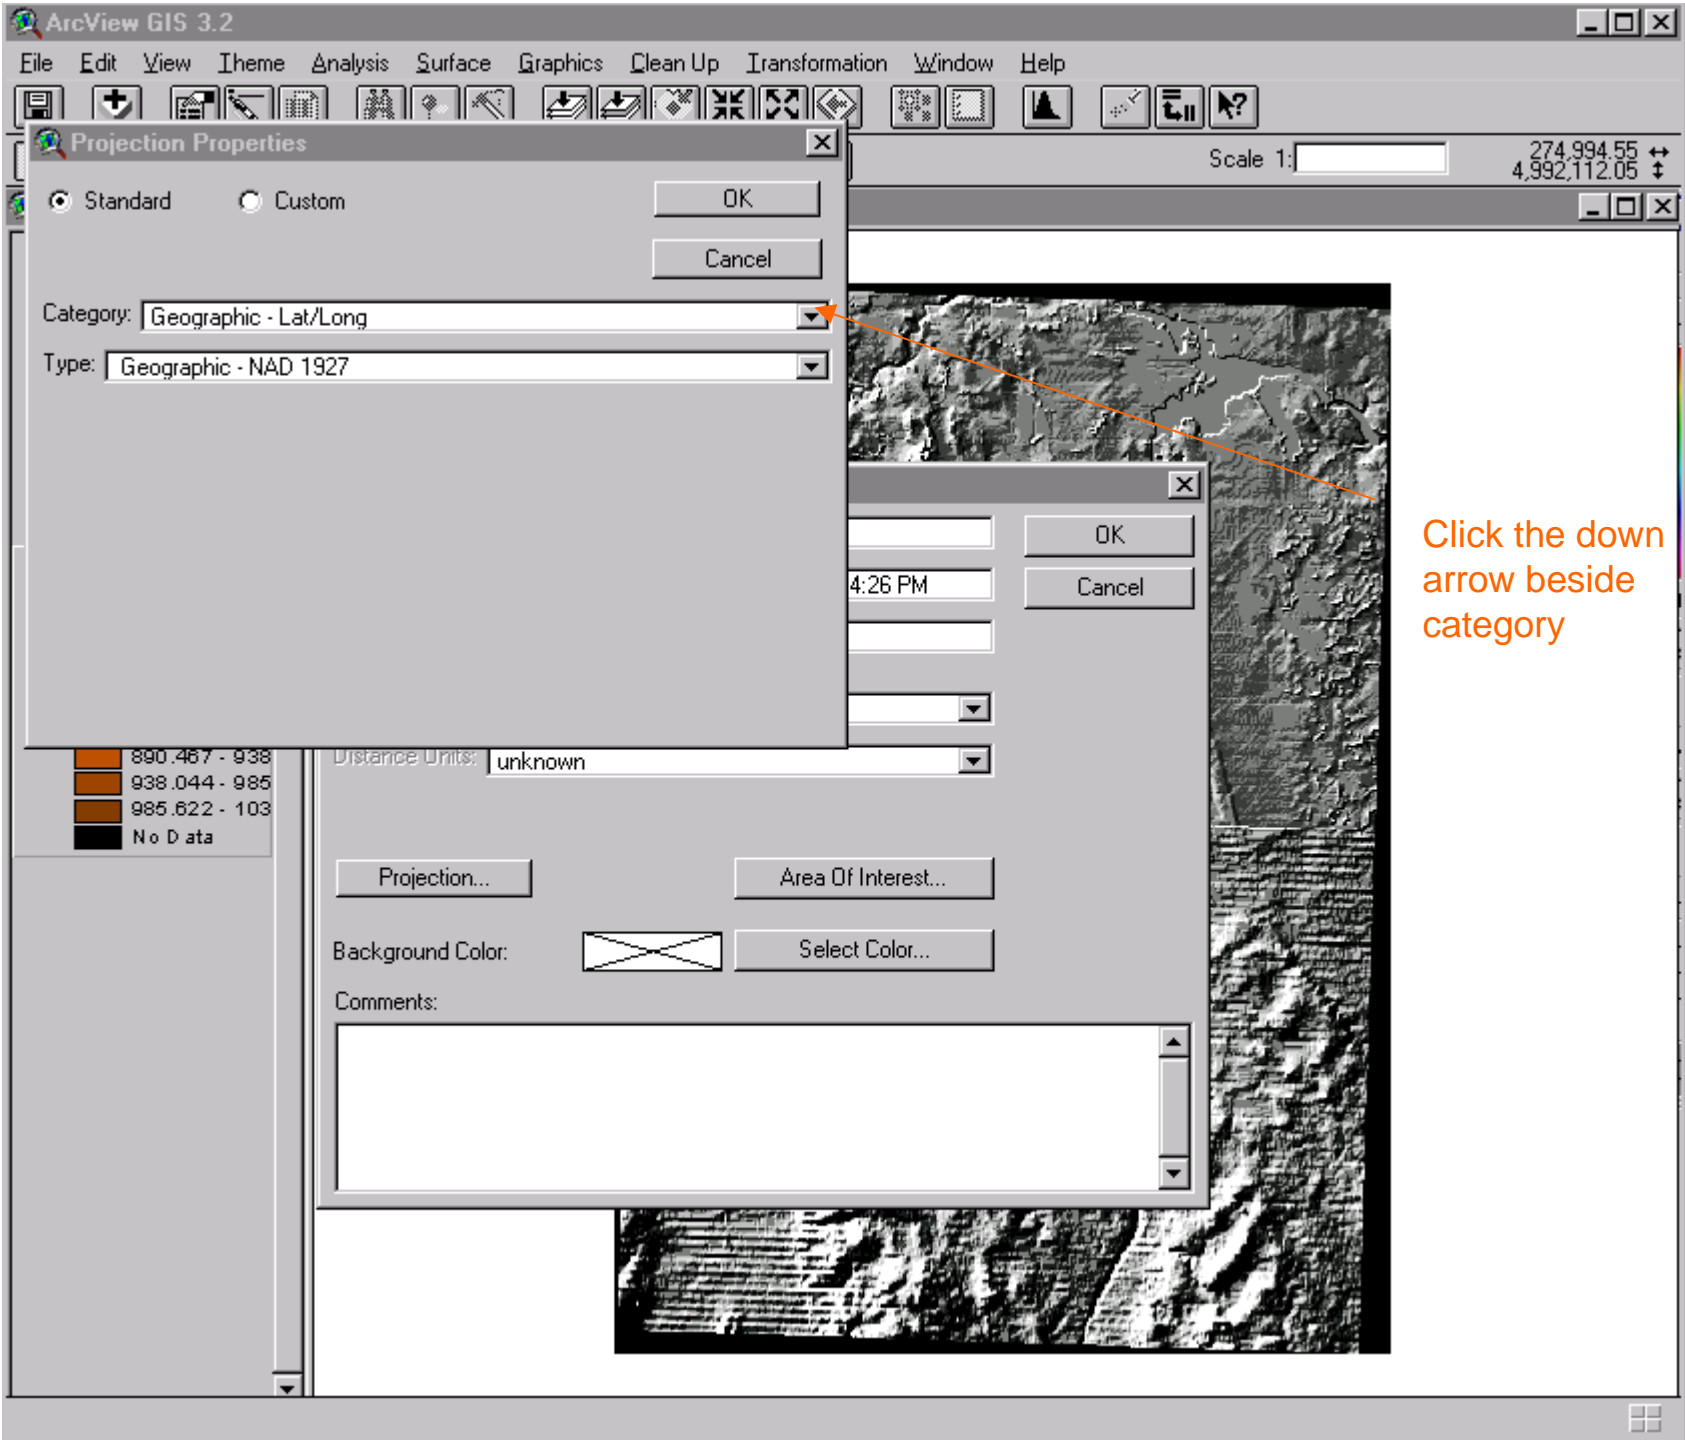 ArcView GIS 3.2
File Edit View Theme Analysis Surface Graphics Clean Up Transformation Window Help
Projection Properties
Scale 1:
274,994.55
4,992,112.05
Standard Custom
OK
Cancel
Category: Geographic - Lat/Long
Type: Geographic - NAD 1927
OK
4:26 PM
Cancel
Click the down
arrow beside
category
Distance Units: unknown
890.467 - 938
938.044 - 985
985.622 - 103
No Data
Projection...
Area Of Interest...
Background Color:
Select Color...
Comments: